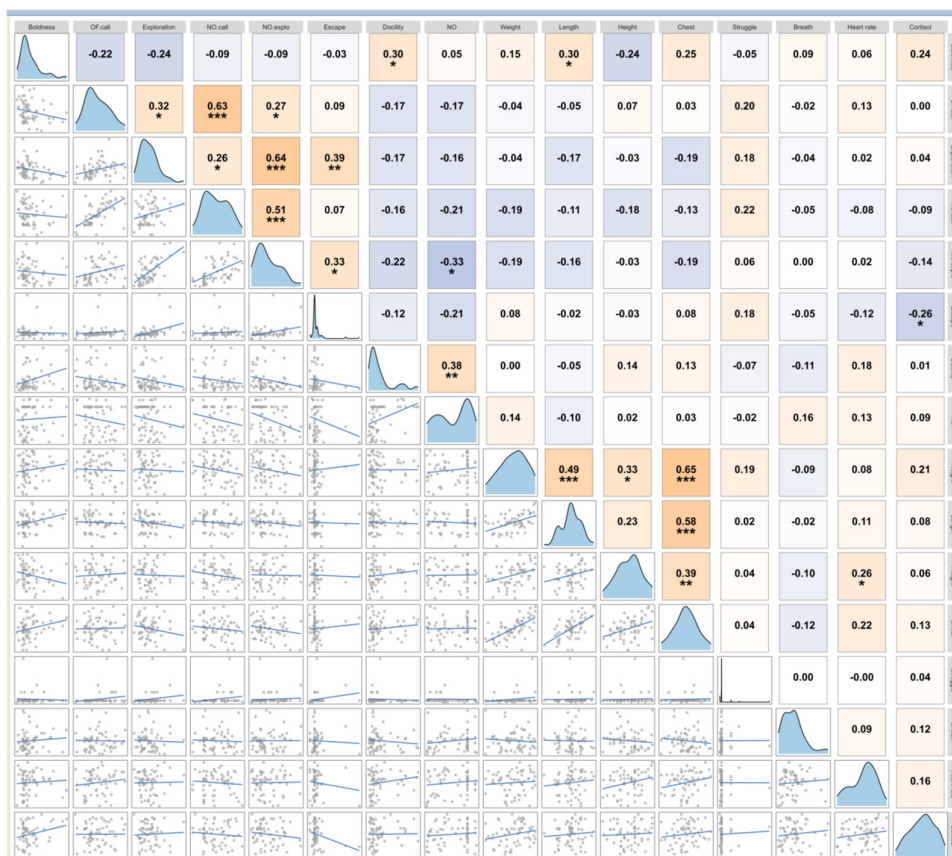 Boldness OF.call Exploration NO.call NO.explo Escape Docility NO Weight Length Height Chest Struggle Breath Heart rate Cortisol
-0.22 -0.24 -0.09 -0.09 -0.03 0.30 0.05 0.15 0.30 -0.24 0.25 -0.05 0.09 0.06 0.24
* *
0.32 0.63 0.27 0.09 -0.17 -0.17 -0.04 -0.05 0.07 0.03 0.20 -0.02 0.13 0.00
* *** *
0.26 0.64 0.39 -0.17 -0.16 -0.04 -0.17 -0.03 -0.19 0.18 -0.04 0.02 0.04
* *** **
0.51 0.07 -0.16 -0.21 -0.19 -0.11 -0.18 -0.13 0.22 -0.05 -0.08 -0.09
***
0.33 -0.22 -0.33 -0.19 -0.16 -0.03 -0.19 0.06 0.00 0.02 -0.14
* *
-0.12 -0.21 0.08 -0.02 -0.03 0.08 0.18 -0.05 -0.12 -0.26
*
0.38 0.00 -0.05 0.14 0.13 -0.07 -0.11 0.18 0.01
**
0.14 -0.10 0.02 0.03 -0.02 0.16 0.13 0.09
0.49 0.33 0.65 0.19 -0.09 0.08 0.21
*** * ***
0.23 0.58 0.02 -0.02 0.11 0.08
***
0.39 0.04 -0.10 0.26 0.06
** *
0.04 -0.12 0.22 0.13
0.00 -0.00 0.04
0.09 0.12
0.16